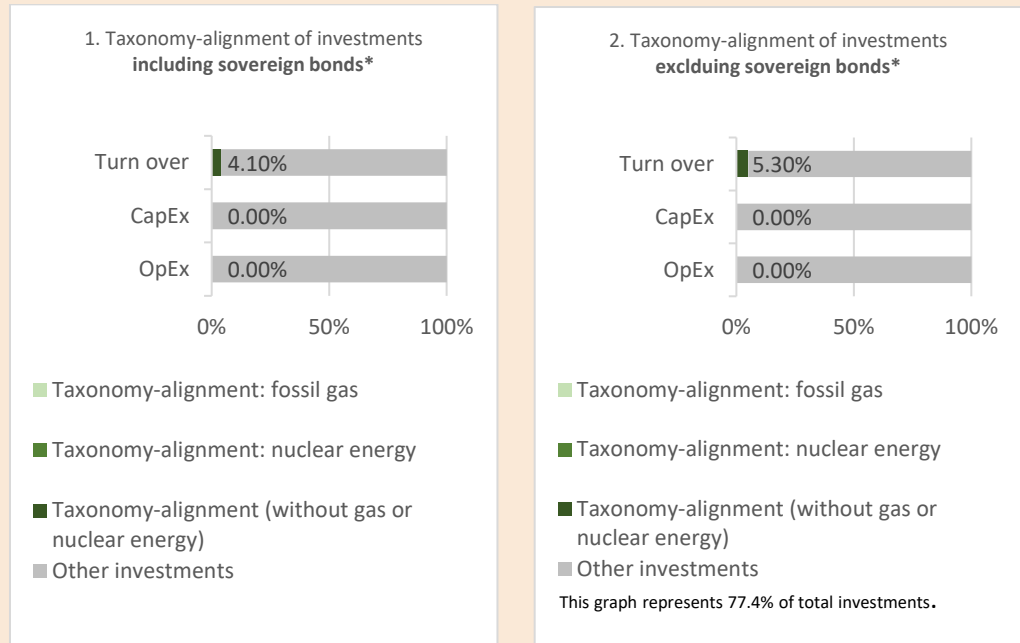 1. Taxonomy-alignment of investments
including sovereign bonds*
Turn over
4.10%
CapEx
0.00%
OpEx
0.00%
0%
50%
100%
Taxonomy-alignment: fossil gas
Taxonomy-alignment: nuclear energy
Taxonomy-alignment (without gas or
nuclear energy)
Other investments
2. Taxonomy-alignment of investments
exclduing sovereign bonds*
Turn over
5.30%
CapEx
0.00%
OpEx
0.00%
0%
50%
100%
Taxonomy-alignment: fossil gas
Taxonomy-alignment: nuclear energy
Taxonomy-alignment (without gas or
nuclear energy)
Other investments
This graph represents 77.4% of total investments.